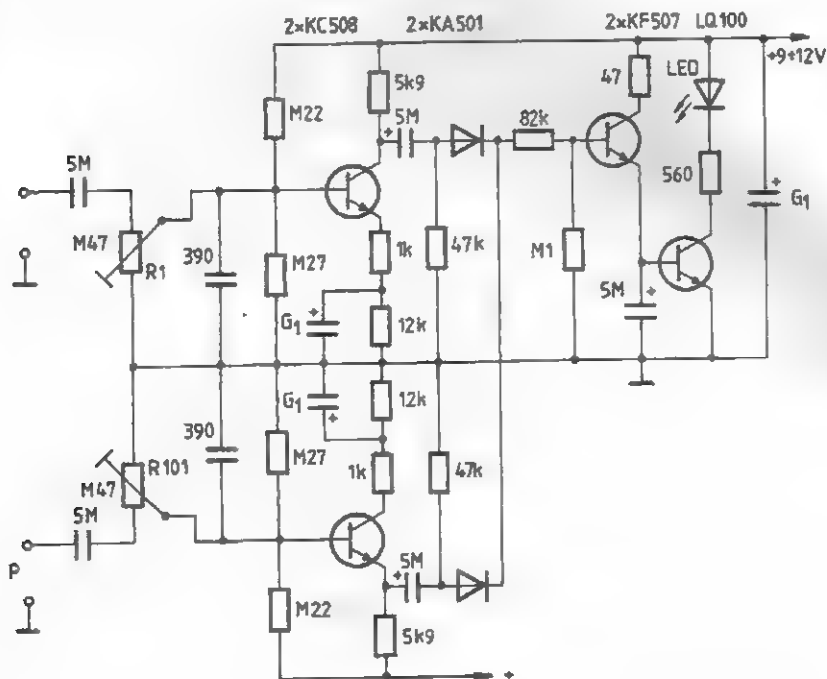 2×KC508 2×KA501 2×KF507 LQ100
+9÷12V
5k9
47
LED
M22
5M
82k
5M
560
G1
M47
R1
390
M27
1k
47k
M1
G1
12k
5M
G1
12k
390
M27
R101
M47
1k
47k
5M
P
5M
M22
5k9
+